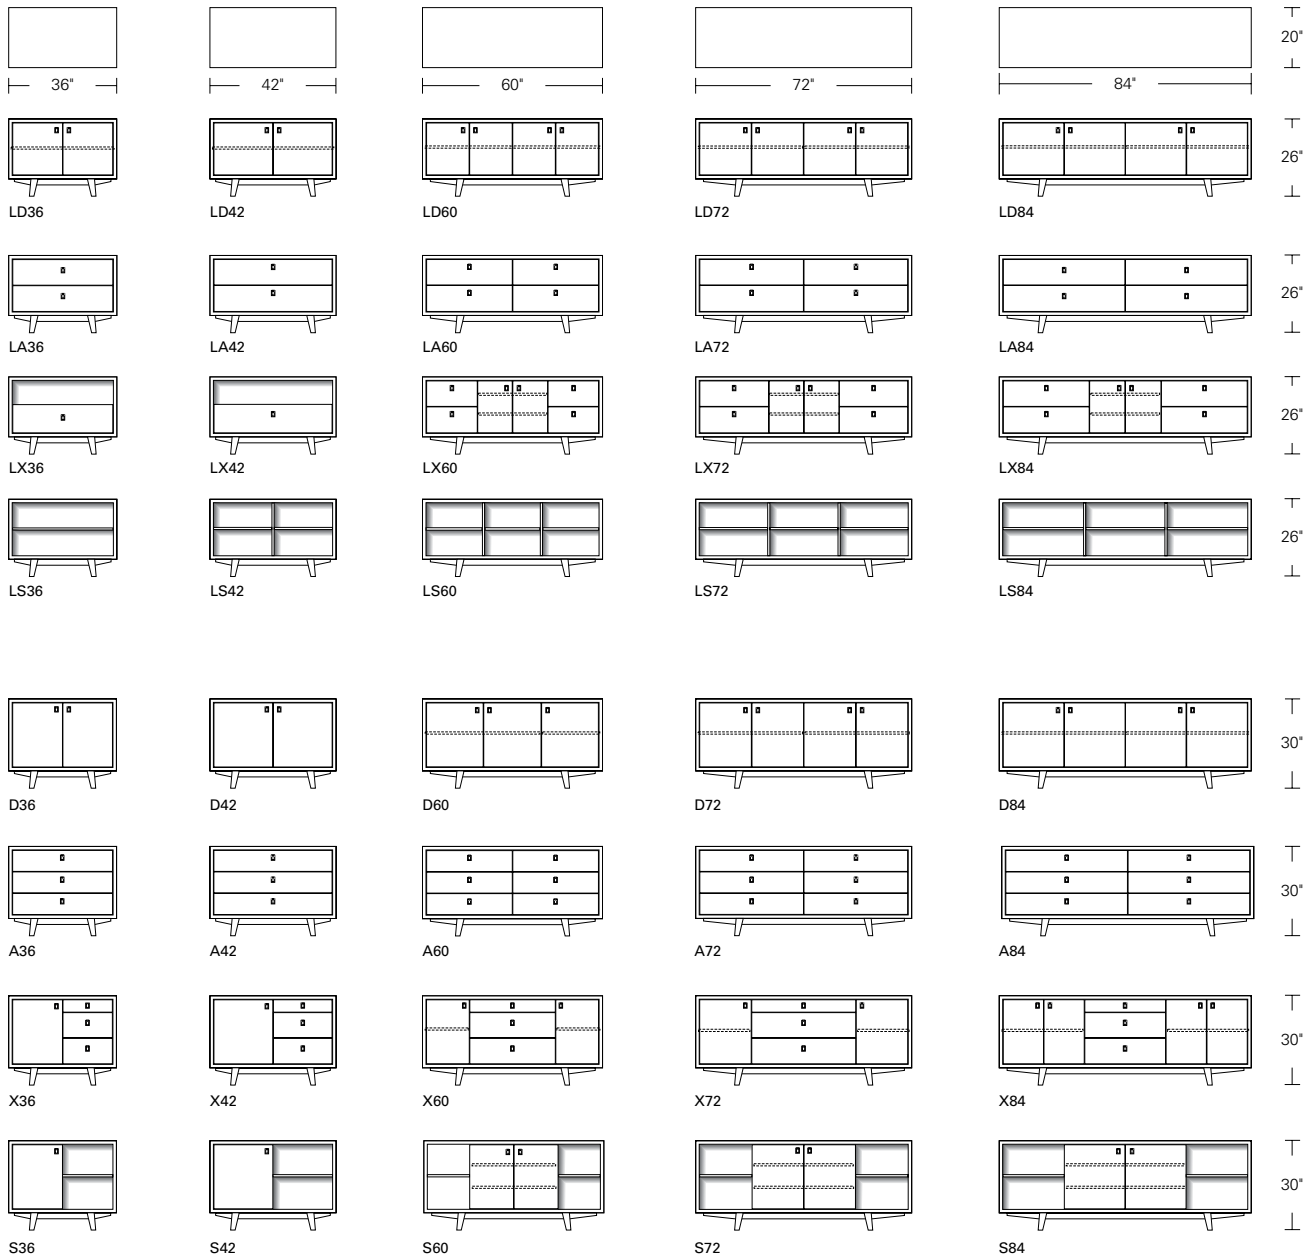 20"
36" 42" 60" 72" 84"
26"
LD36 LD42 LD60 LD72 LD84
26"
LA36 LA42 LA60 LA72 LA84
26"
LX36 LX42 LX60 LX72 LX84
26"
LS36 LS42 LS60 LS72 LS84
30"
D36 D42 D60 D72 D84
30"
A36 A42 A60 A72 A84
30"
X36 X42 X60 X72 X84
30"
S36 S42 S60 S72 S84